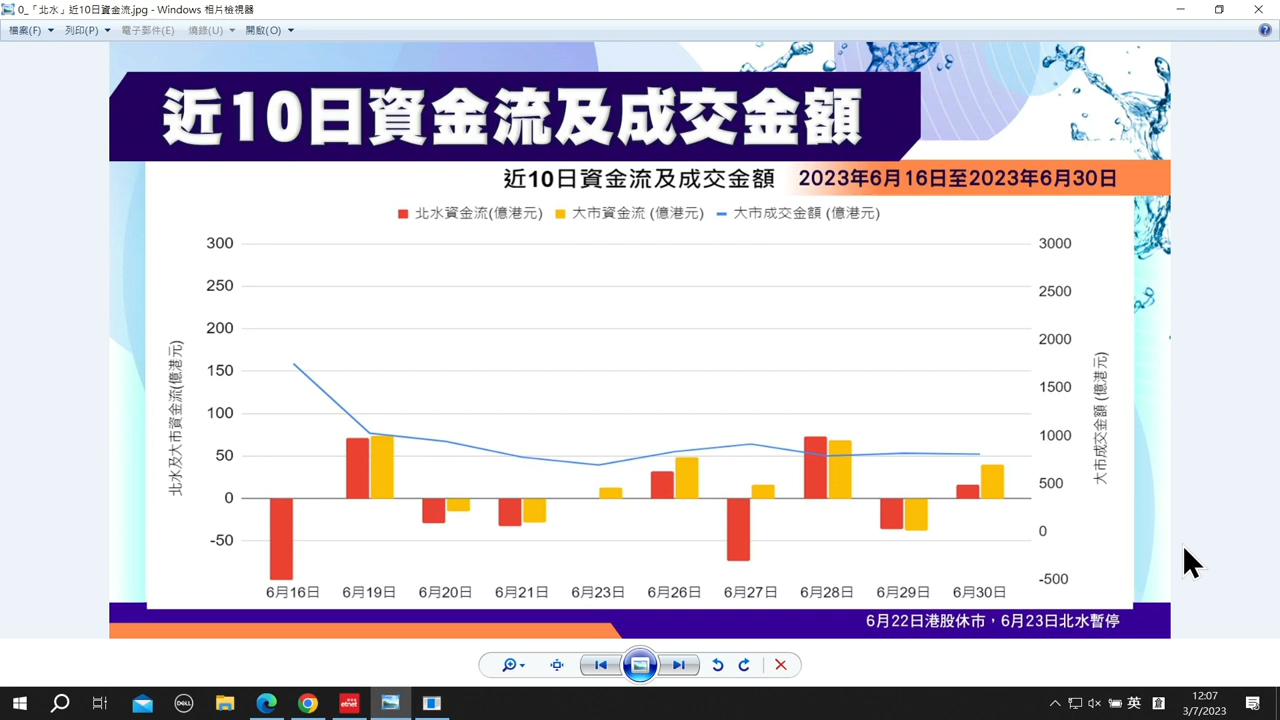 0_「北水」近10日資金流.jpg - Windows 相片檢視器
檔案(F) 列印(P) 電子郵件(E) 燒錄(U) 開啟(O)
近10日資金流及成交金額
近10日資金流及成交金額 2023年6月16日至2023年6月30日
北水資金流(億港元) 大市資金流 (億港元) 大市成交金額 (億港元)
北水及大市資金流(億港元)
300
250
200
150
100
50
0
-50
3000
2500
2000
1500
1000
500
0
-500
大市成交金額 (億港元)
6月16日 6月19日 6月20日 6月21日 6月23日 6月26日 6月27日 6月28日 6月29日 6月30日
6月22日港股休市，6月23日北水暫停
DELL
etnet
英
倉
12:07
3/7/2023